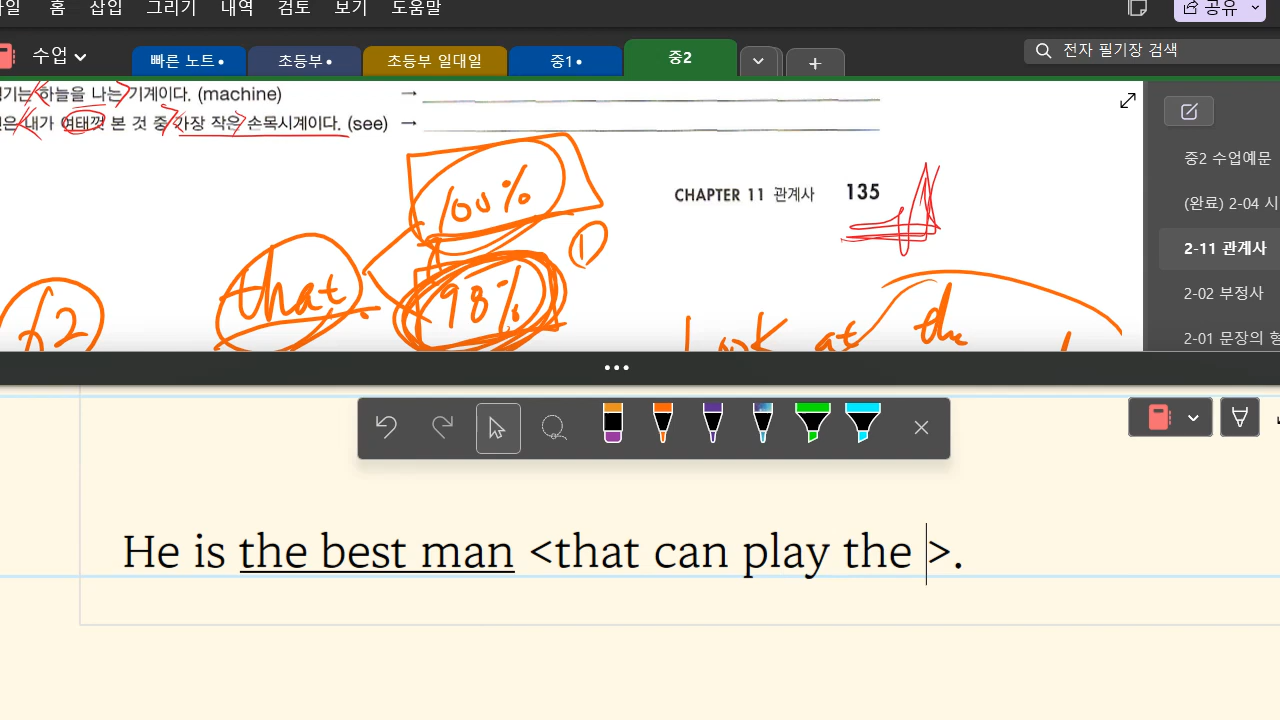 홈 삽입 그리기 내역 검토 보기 도움말 공유
수업 빠른 노트• 초등부• 초등부 일대일 중1• 중2 + 전자 필기장 검색
하늘을 나는 기계이다. (machine) →
내가 여태껏 본 것 중 가장 작은 손목시계이다. (see) →
중2 수업예문
CHAPTER 11 관계사 135
(완료) 2-04 시
2-11 관계사
2-02 부정사
2-01 문장의 형
100%
①
that
98%
Look at the
He is the best man <that can play the >.